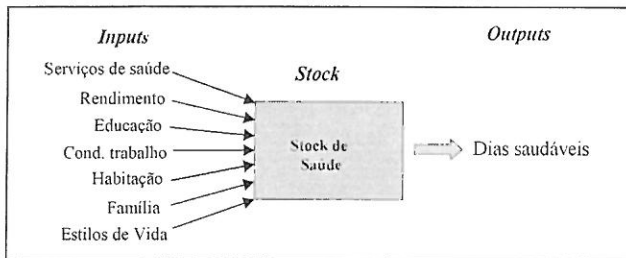 Inputs
Outputs
Stock
Serviços de saúde
Rendimento
Educação
Cond. trabalho
Habitação
Família
Estilos de Vida
Stock de
Saúde
Dias saudáveis